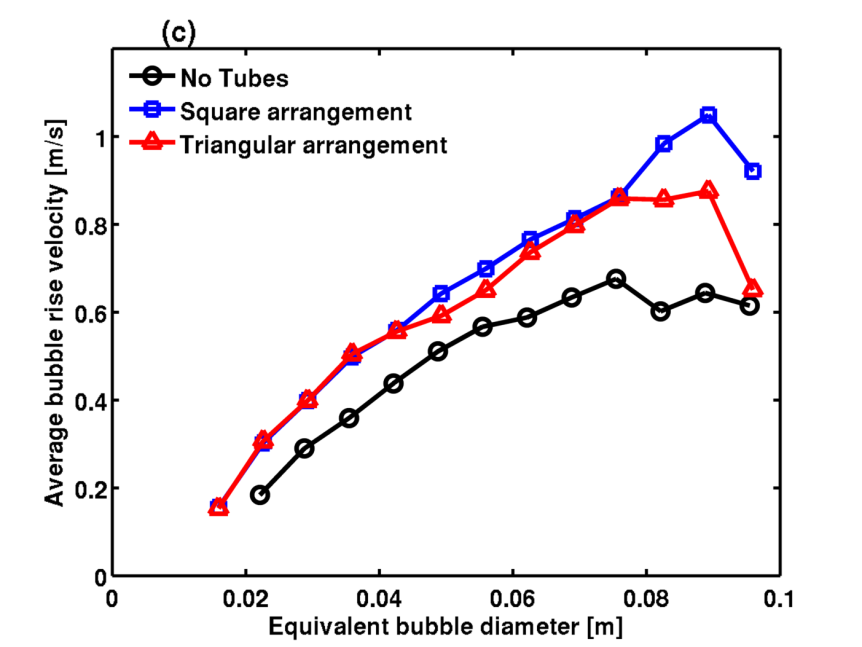 (c)
No Tubes
Square arrangement
Triangular arrangement
Average bubble rise velocity [m/s]
1
0.8
0.6
0.4
0.2
0
0 0.02 0.04 0.06 0.08 0.1
Equivalent bubble diameter [m]